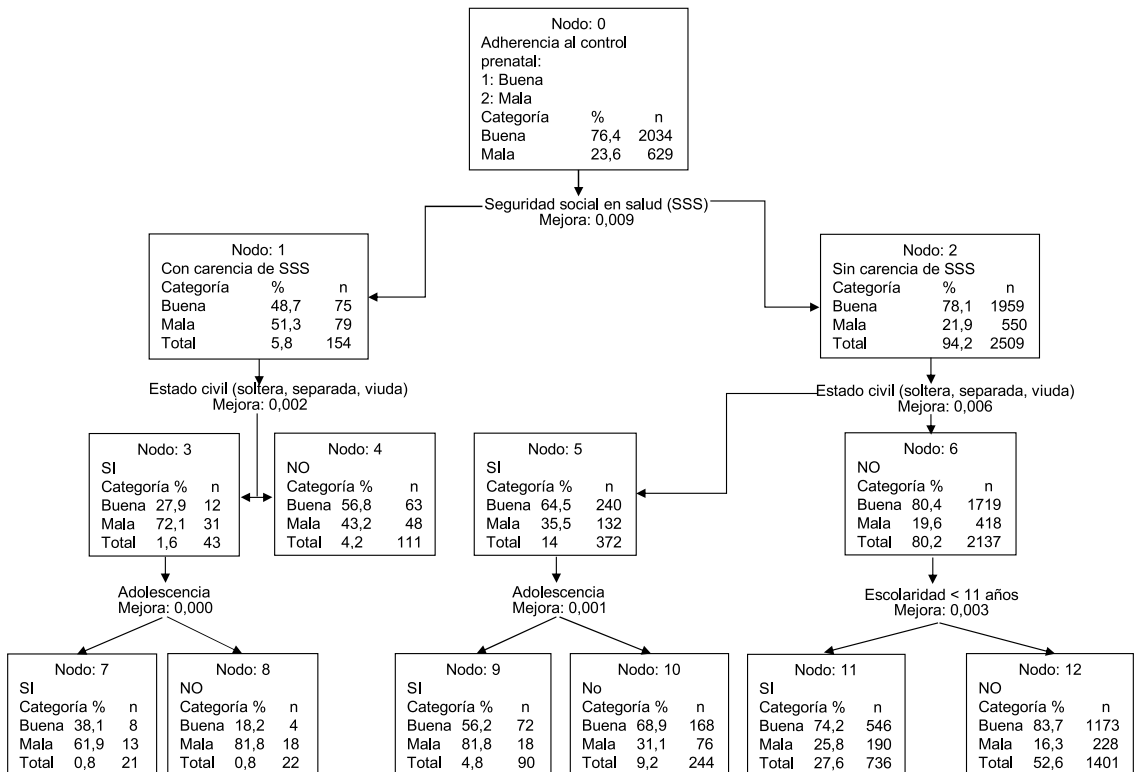 Nodo: 0
Adherencia al control
prenatal:
1: Buena
2: Mala
Categoría % n
Buena 76,4 2034
Mala 23,6 629
Seguridad social en salud (SSS)
Mejora: 0,009
Nodo: 1
Con carencia de SSS
Categoría % n
Buena 48,7 75
Mala 51,3 79
Total 5,8 154
Nodo: 2
Sin carencia de SSS
Categoría % n
Buena 78,1 1959
Mala 21,9 550
Total 94,2 2509
Estado civil (soltera, separada, viuda)
Mejora: 0,002
Estado civil (soltera, separada, viuda)
Mejora: 0,006
Nodo: 3
SI
Categoría % n
Buena 27,9 12
Mala 72,1 31
Total 1,6 43
Nodo: 4
NO
Categoría % n
Buena 56,8 63
Mala 43,2 48
Total 4,2 111
Nodo: 5
SI
Categoría % n
Buena 64,5 240
Mala 35,5 132
Total 14 372
Nodo: 6
NO
Categoría % n
Buena 80,4 1719
Mala 19,6 418
Total 80,2 2137
Adolescencia
Mejora: 0,000
Adolescencia
Mejora: 0,001
Escolaridad < 11 años
Mejora: 0,003
Nodo: 7
SI
Categoría % n
Buena 38,1 8
Mala 61,9 13
Total 0,8 21
Nodo: 8
NO
Categoría % n
Buena 18,2 4
Mala 81,8 18
Total 0,8 22
Nodo: 9
SI
Categoría % n
Buena 56,2 72
Mala 81,8 18
Total 4,8 90
Nodo: 10
No
Categoría % n
Buena 68,9 168
Mala 31,1 76
Total 9,2 244
Nodo: 11
SI
Categoría % n
Buena 74,2 546
Mala 25,8 190
Total 27,6 736
Nodo: 12
NO
Categoría % n
Buena 83,7 1173
Mala 16,3 228
Total 52,6 1401